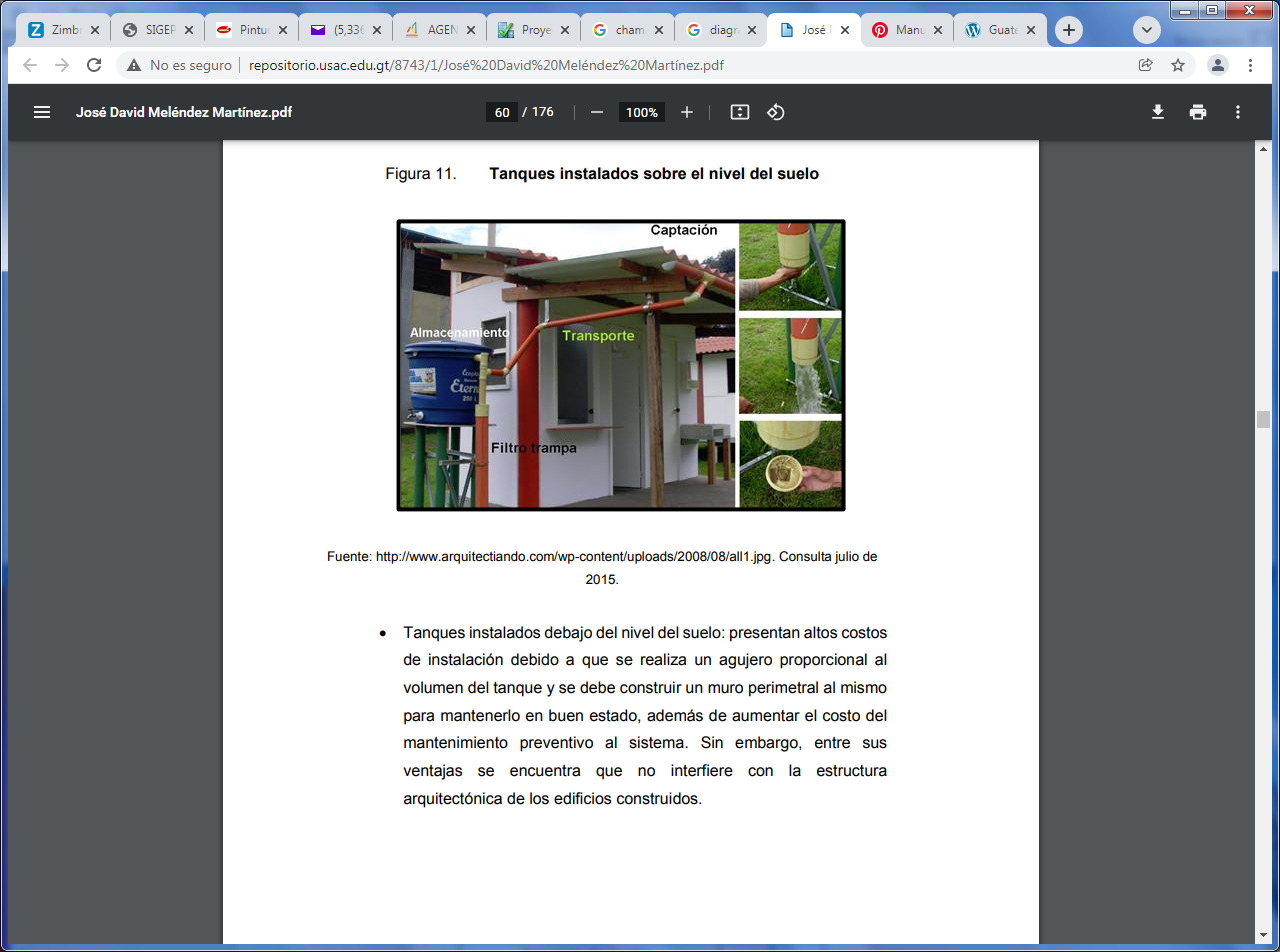 Zimbr
SIGEP
Pintur
(5,336
AGEN
Proye
cham
diagr
José D
Manu
Guate
No es seguro
repositorio.usac.edu.gt/8743/1/José%20David%20Meléndez%20Martínez.pdf
José David Meléndez Martínez.pdf
60 / 176
100%
Figura 11. Tanques instalados sobre el nivel del suelo
Captación
Almacenamiento
Transporte
Filtro trampa
Fuente: http://www.arquitectiando.com/wp-content/uploads/2008/08/all1.jpg. Consulta julio de
2015.
• Tanques instalados debajo del nivel del suelo: presentan altos costos
de instalación debido a que se realiza un agujero proporcional al
volumen del tanque y se debe construir un muro perimetral al mismo
para mantenerlo en buen estado, además de aumentar el costo del
mantenimiento preventivo al sistema. Sin embargo, entre sus
ventajas se encuentra que no interfiere con la estructura
arquitectónica de los edificios construidos.